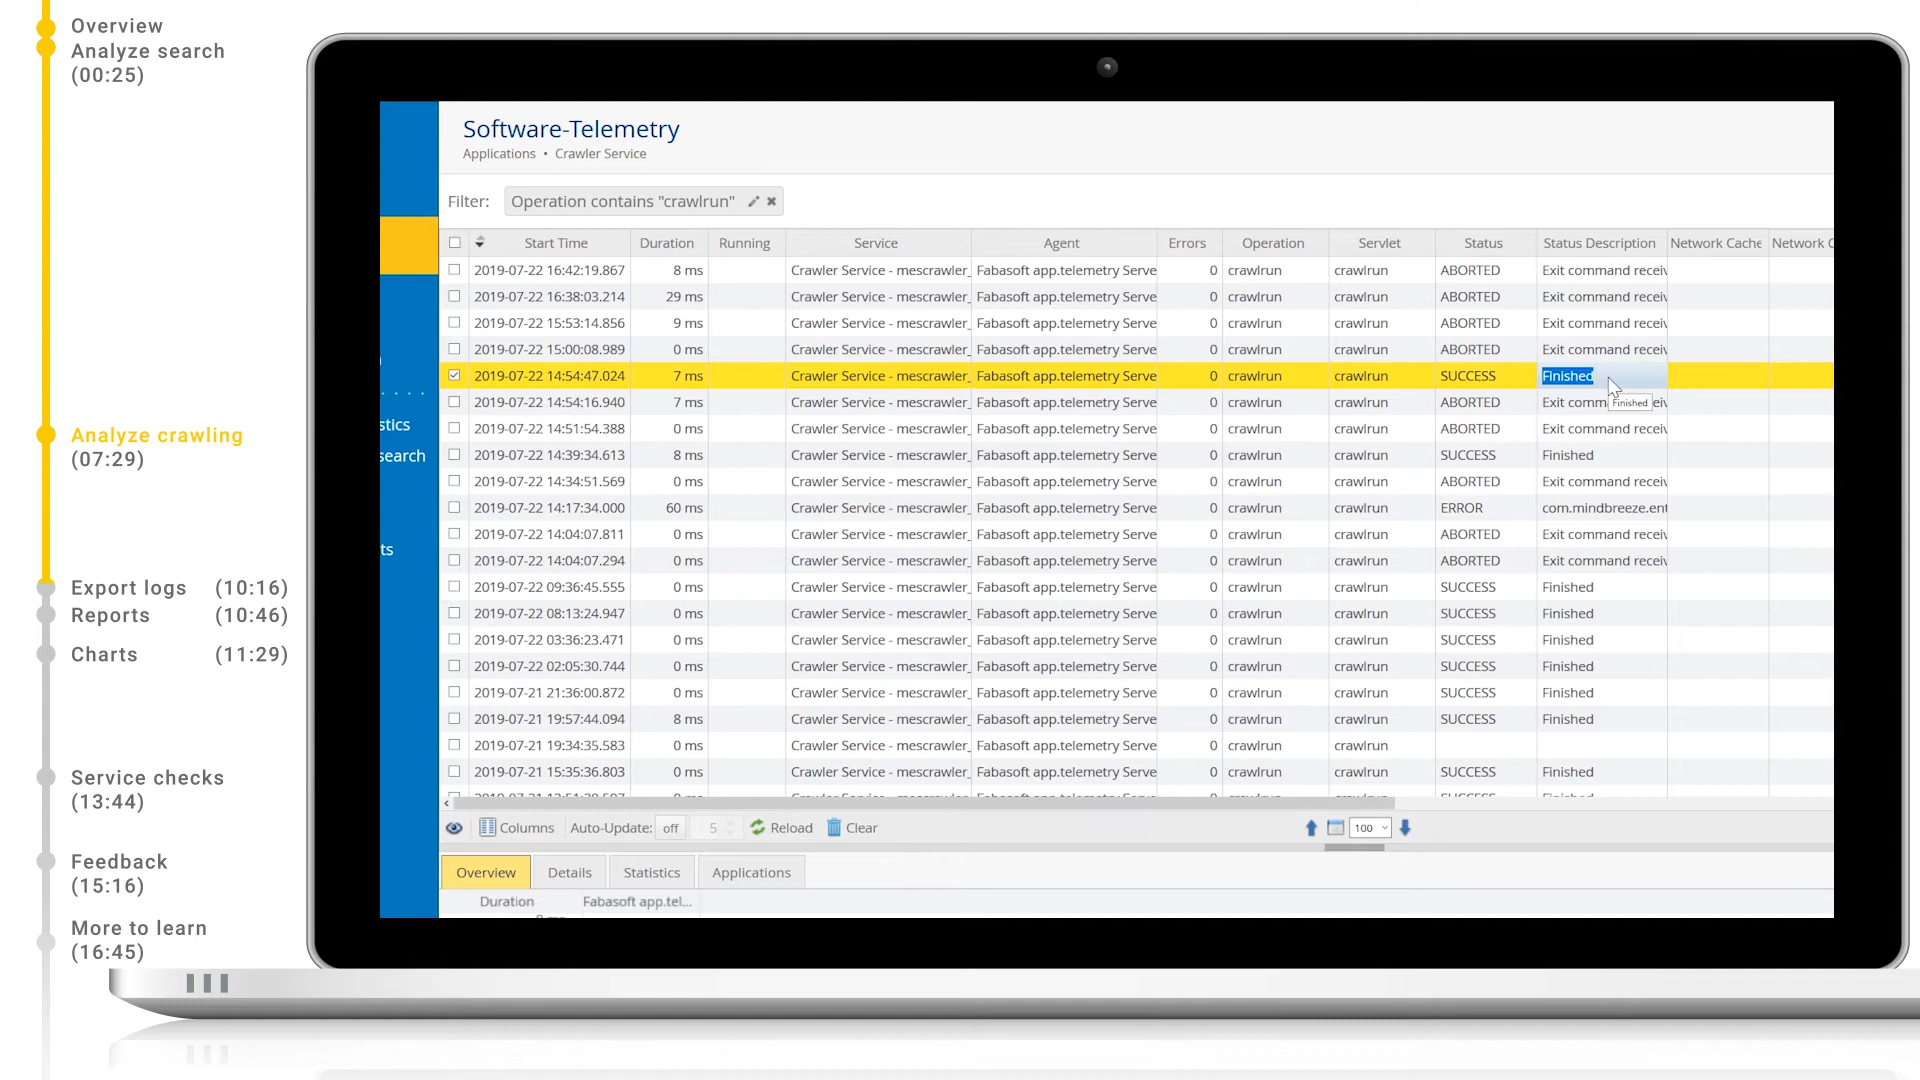 Overview
Analyze search
(00:25)
Analyze crawling
(07:29)
Export logs (10:16)
Reports (10:46)
Charts (11:29)
Service checks
(13:44)
Feedback
(15:16)
More to learn
(16:45)
stics
search
ts
Software-Telemetry
Applications • Crawler Service
Filter: Operation contains "crawlrun"
Start Time Duration Running Service Agent Errors Operation Servlet Status Status Description Network Cache Network C
2019-07-22 16:42:19.867 8 ms Crawler Service - mescrawler_ Fabasoft app.telemetry Serve 0 crawlrun crawlrun ABORTED Exit command receiv
2019-07-22 16:38:03.214 29 ms Crawler Service - mescrawler_ Fabasoft app.telemetry Serve 0 crawlrun crawlrun ABORTED Exit command receiv
2019-07-22 15:53:14.856 9 ms Crawler Service - mescrawler_ Fabasoft app.telemetry Serve 0 crawlrun crawlrun ABORTED Exit command receiv
2019-07-22 15:00:08.989 0 ms Crawler Service - mescrawler_ Fabasoft app.telemetry Serve 0 crawlrun crawlrun ABORTED Exit command receiv
2019-07-22 14:54:47.024 7 ms Crawler Service - mescrawler_ Fabasoft app.telemetry Serve 0 crawlrun crawlrun SUCCESS Finished
2019-07-22 14:54:16.940 7 ms Crawler Service - mescrawler_ Fabasoft app.telemetry Serve 0 crawlrun crawlrun ABORTED Exit comm eiv
Finished
2019-07-22 14:51:54.388 0 ms Crawler Service - mescrawler_ Fabasoft app.telemetry Serve 0 crawlrun crawlrun ABORTED Exit command receiv
2019-07-22 14:39:34.613 8 ms Crawler Service - mescrawler_ Fabasoft app.telemetry Serve 0 crawlrun crawlrun SUCCESS Finished
2019-07-22 14:34:51.569 0 ms Crawler Service - mescrawler_ Fabasoft app.telemetry Serve 0 crawlrun crawlrun ABORTED Exit command receiv
2019-07-22 14:17:34.000 60 ms Crawler Service - mescrawler_ Fabasoft app.telemetry Serve 0 crawlrun crawlrun ERROR com.mindbreeze.ent
2019-07-22 14:04:07.811 0 ms Crawler Service - mescrawler_ Fabasoft app.telemetry Serve 0 crawlrun crawlrun ABORTED Exit command receiv
2019-07-22 14:04:07.294 0 ms Crawler Service - mescrawler_ Fabasoft app.telemetry Serve 0 crawlrun crawlrun ABORTED Exit command receiv
2019-07-22 09:36:45.555 0 ms Crawler Service - mescrawler_ Fabasoft app.telemetry Serve 0 crawlrun crawlrun SUCCESS Finished
2019-07-22 08:13:24.947 0 ms Crawler Service - mescrawler_ Fabasoft app.telemetry Serve 0 crawlrun crawlrun SUCCESS Finished
2019-07-22 03:36:23.471 0 ms Crawler Service - mescrawler_ Fabasoft app.telemetry Serve 0 crawlrun crawlrun SUCCESS Finished
2019-07-22 02:05:30.744 0 ms Crawler Service - mescrawler_ Fabasoft app.telemetry Serve 0 crawlrun crawlrun SUCCESS Finished
2019-07-21 21:36:00.872 0 ms Crawler Service - mescrawler_ Fabasoft app.telemetry Serve 0 crawlrun crawlrun SUCCESS Finished
2019-07-21 19:57:44.094 8 ms Crawler Service - mescrawler_ Fabasoft app.telemetry Serve 0 crawlrun crawlrun SUCCESS Finished
2019-07-21 19:34:35.583 0 ms Crawler Service - mescrawler_ Fabasoft app.telemetry Serve 0 crawlrun crawlrun
2019-07-21 15:35:36.803 0 ms Crawler Service - mescrawler_ Fabasoft app.telemetry Serve 0 crawlrun crawlrun SUCCESS Finished
Columns Auto-Update: off 5 Reload Clear 100
Overview Details Statistics Applications
Duration Fabasoft app.tel...